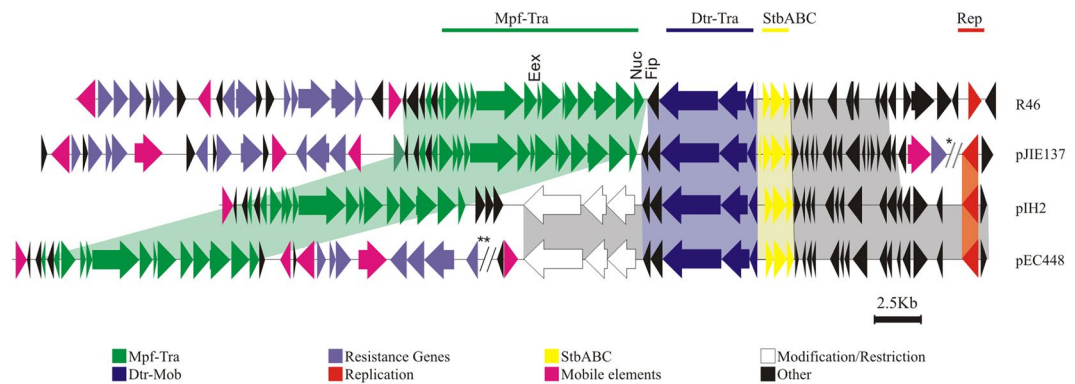 Mpf-Tra Dtr-Tra StbABC Rep
Eex
Nuc
Fip
R46
*
pJIE137
pIH2
**
pEC448
2.5Kb
Mpf-Tra Resistance Genes StbABC Modification/Restriction
Dtr-Mob Replication Mobile elements Other